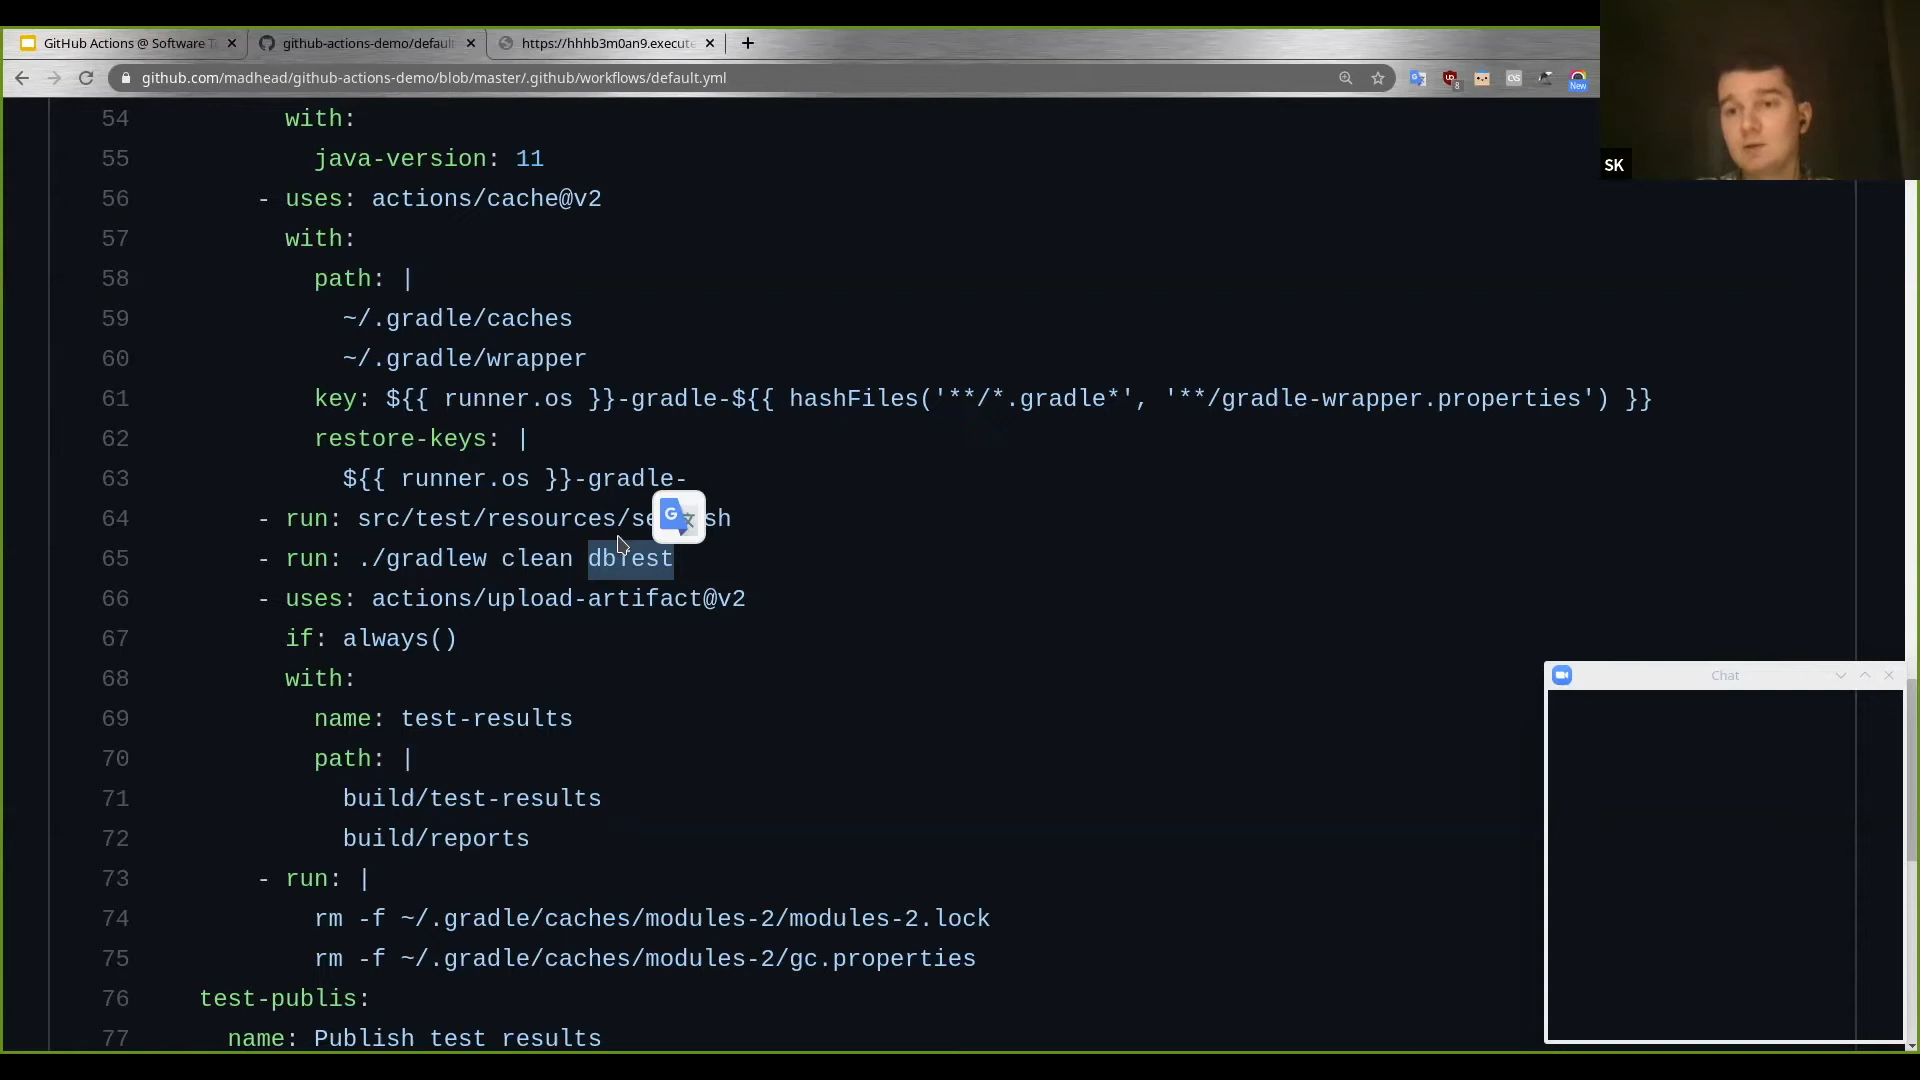 GitHub Actions @ Software T
github-actions-demo/default
https://hhhb3m0an9.execute
github.com/madhead/github-actions-demo/blob/master/.github/workflows/default.yml
8
New
SK
54 with:
55 java-version: 11
56 - uses: actions/cache@v2
57 with:
58 path: |
59 ~/.gradle/caches
60 ~/.gradle/wrapper
61 key: ${{ runner.os }}-gradle-${{ hashFiles('**/*.gradle*', '**/gradle-wrapper.properties') }}
62 restore-keys: |
63 ${{ runner.os }}-gradle-
64 - run: src/test/resources/se sh
65 - run: ./gradlew clean dbTest
66 - uses: actions/upload-artifact@v2
67 if: always()
68 with:
69 name: test-results
70 path: |
71 build/test-results
72 build/reports
73 - run: |
74 rm -f ~/.gradle/caches/modules-2/modules-2.lock
75 rm -f ~/.gradle/caches/modules-2/gc.properties
76 test-publis:
77 name: Publish test results
Chat